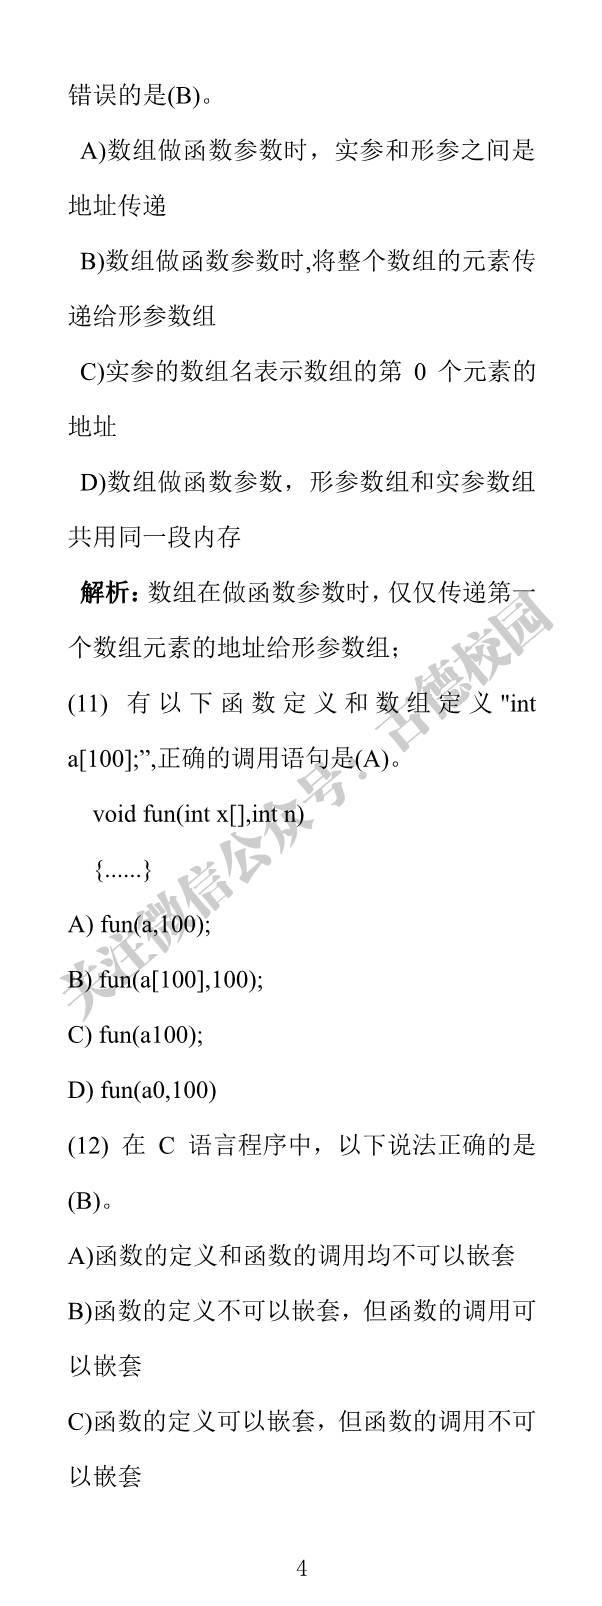 错误的是(B)。
A)数组做函数参数时，实参和形参之间是
地址传递
B)数组做函数参数时,将整个数组的元素传
递给形参数组
C)实参的数组名表示数组的第 0 个元素的
地址
D)数组做函数参数，形参数组和实参数组
共用同一段内存
解析：数组在做函数参数时，仅仅传递第一
个数组元素的地址给形参数组；
(11) 有以下函数定义和数组定义"int
a[100];”,正确的调用语句是(A)。
void fun(int x[],int n)
{......}
A) fun(a,100);
B) fun(a[100],100);
C) fun(a100);
D) fun(a0,100)
(12) 在 C 语言程序中，以下说法正确的是
(B)。
A)函数的定义和函数的调用均不可以嵌套
B)函数的定义不可以嵌套，但函数的调用可
以嵌套
C)函数的定义可以嵌套，但函数的调用不可
以嵌套
4
关注微信公众号：古德校园